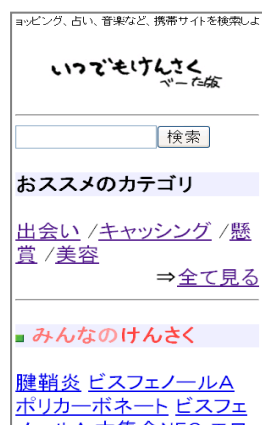 ョッピング、占い、音楽など、携帯サイトを検索しよ
いつでもけんさく
べーた版
検索
おススメのカテゴリ
出会い /キャッシング /懸
賞 /美容
⇒全て見る
みんなのけんさく
腱鞘炎 ビスフェノールA
ポリカーボネート ビスフェ